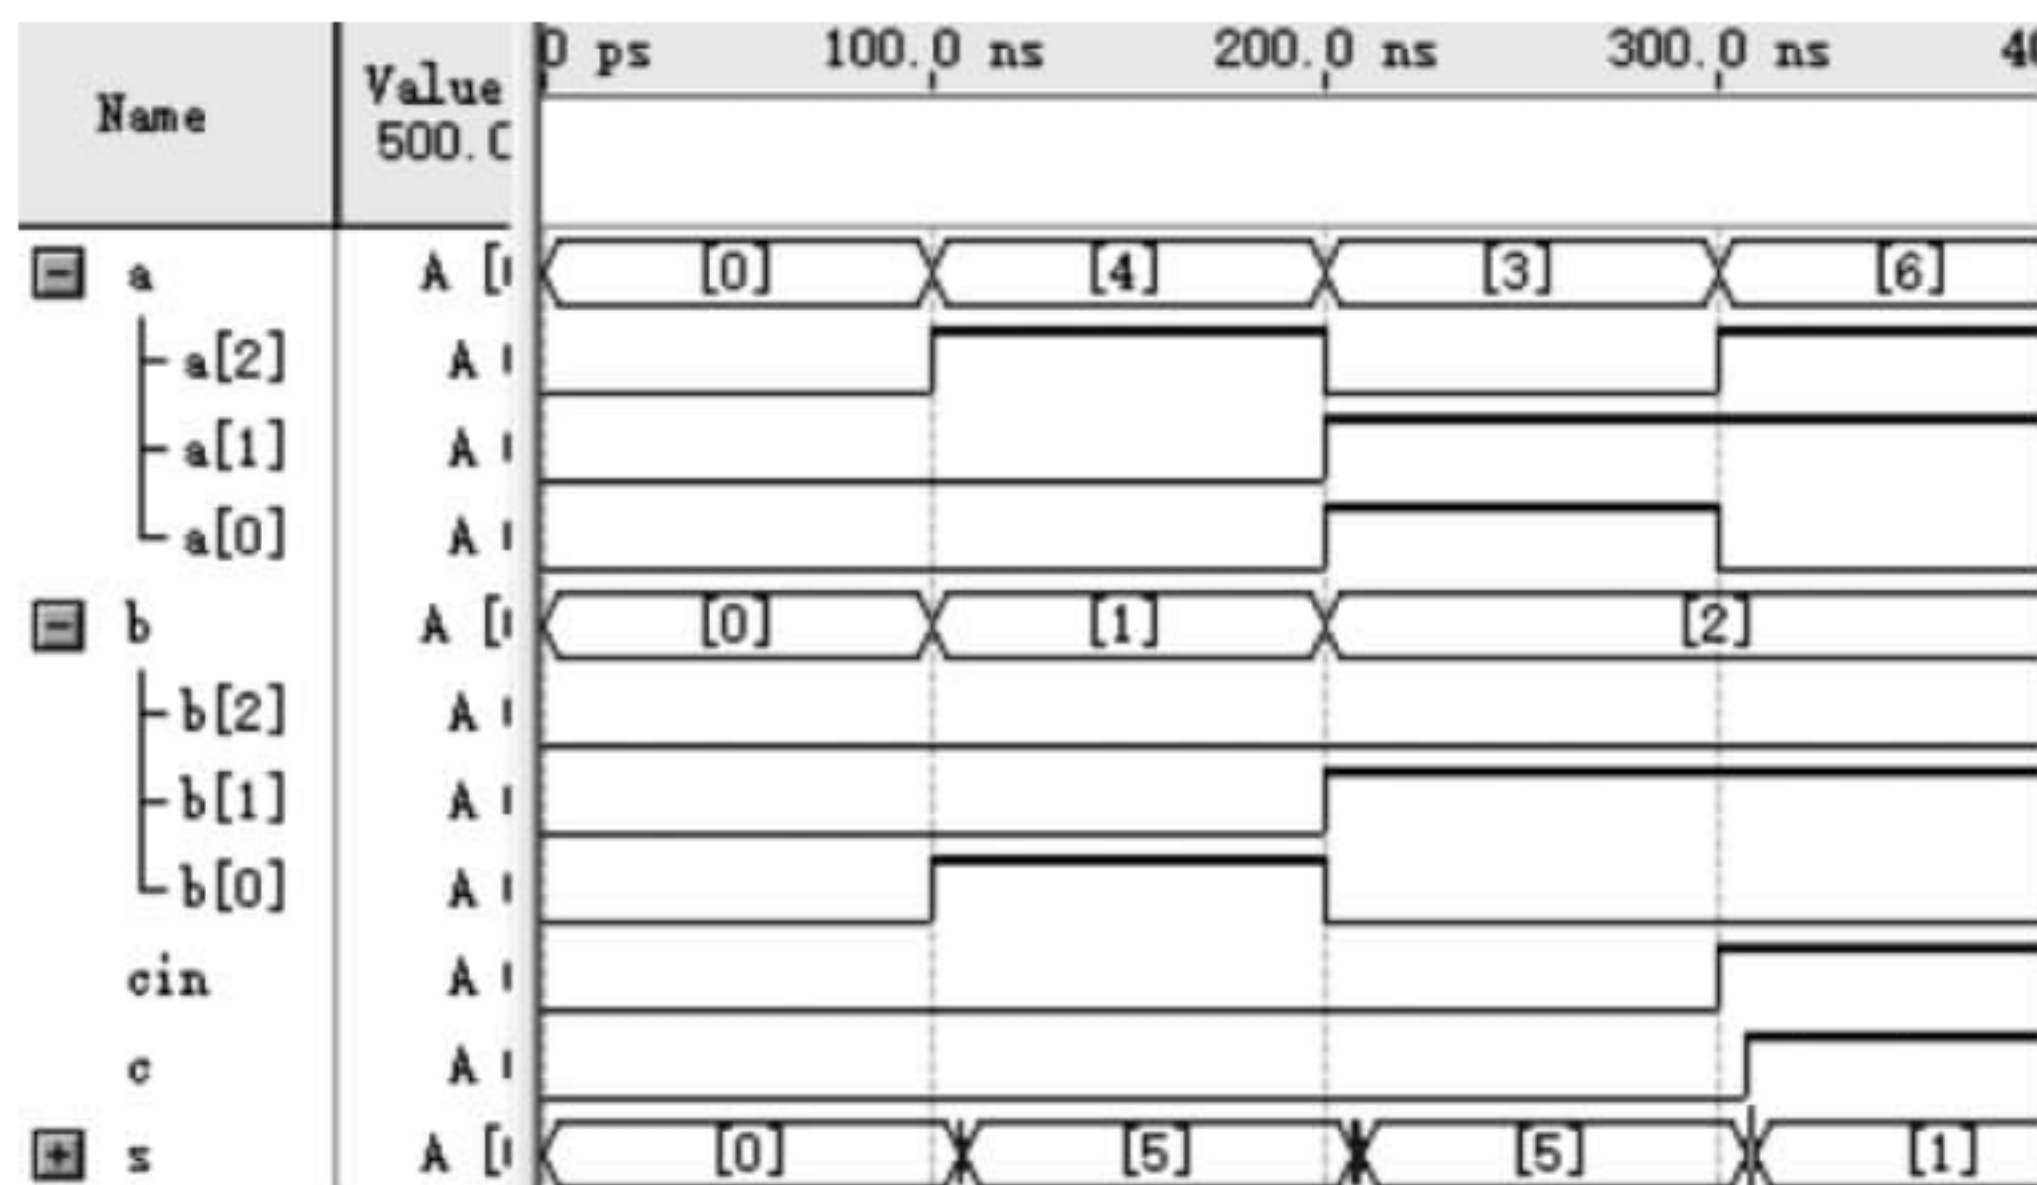 0 ps 100.0 ns 200.0 ns 300.0 ns
Name
Value
500.
a A [ [0] [4] [3] [6]
a[2] A
a[1] A
a[0] A
b A [ [0] [1] [2]
b[2] A
b[1] A
b[0] A
cin A
c A
s A [ [0] [5] [5] [1]